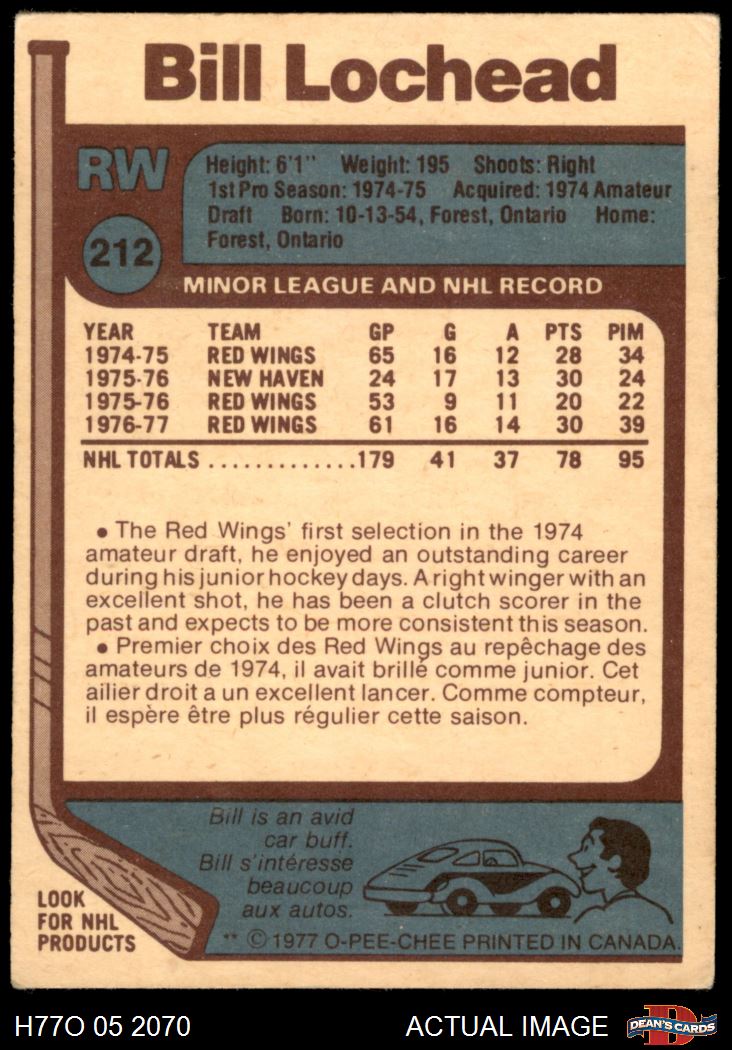 Bill Lochead
RW
Height: 6'1" Weight: 195 Shoots: Right
1st Pro Season: 1974-75 Acquired: 1974 Amateur
Draft Born: 10-13-54, Forest, Ontario Home:
Forest, Ontario
212
MINOR LEAGUE AND NHL RECORD
YEAR TEAM GP G A PTS PIM
1974-75 RED WINGS 65 16 12 28 34
1975-76 NEW HAVEN 24 17 13 30 24
1975-76 RED WINGS 53 9 11 20 22
1976-77 RED WINGS 61 16 14 30 39
NHL TOTALS ............. 179 41 37 78 95
• The Red Wings' first selection in the 1974
amateur draft, he enjoyed an outstanding career
during his junior hockey days. A right winger with an
excellent shot, he has been a clutch scorer in the
past and expects to be more consistent this season.
• Premier choix des Red Wings au repêchage des
amateurs de 1974, il avait brillé comme junior. Cet
ailier droit a un excellent lancer. Comme compteur,
il espère être plus régulier cette saison.
Bill is an avid
car buff.
Bill s'intéresse
beaucoup
aux autos.
LOOK
FOR NHL
PRODUCTS
** © 1977 O-PEE-CHEE PRINTED IN CANADA.
H77O 05 2070 ACTUAL IMAGE
D
DEAN'S CARDS